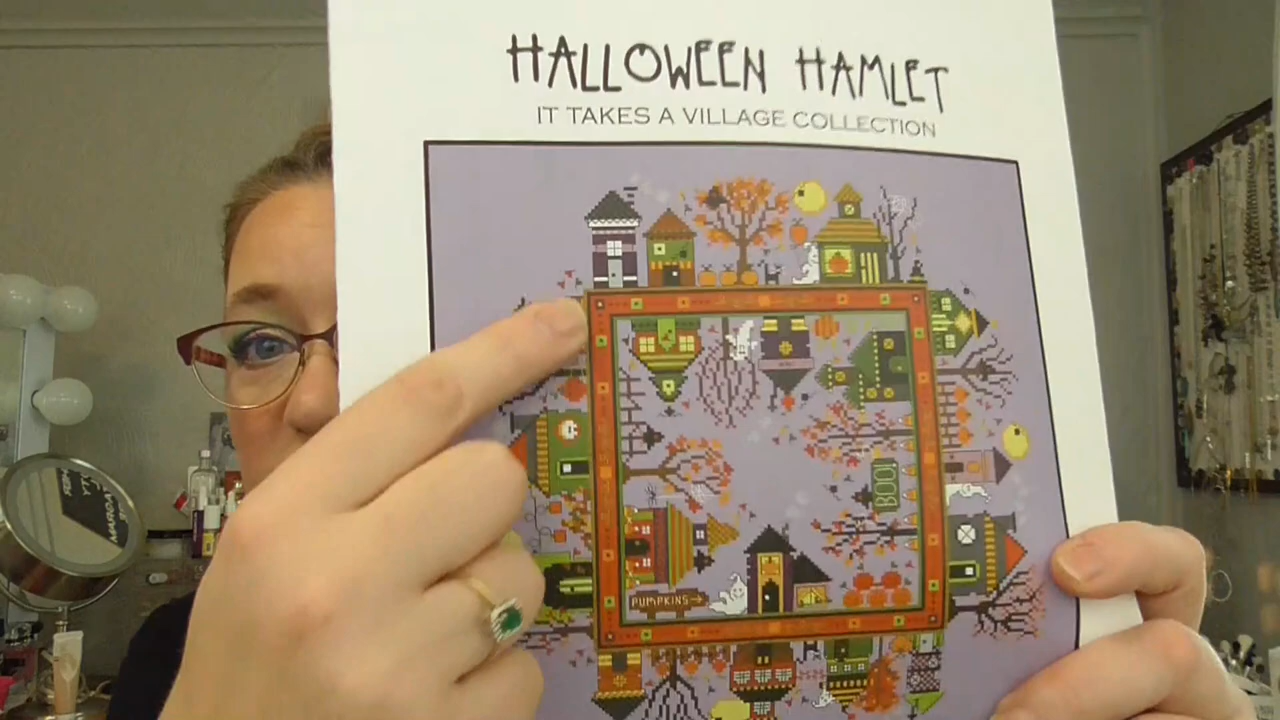 HALLOWEEN HAMLET
IT TAKES A VILLAGE COLLECTION
BOO!
PUMPKINS→